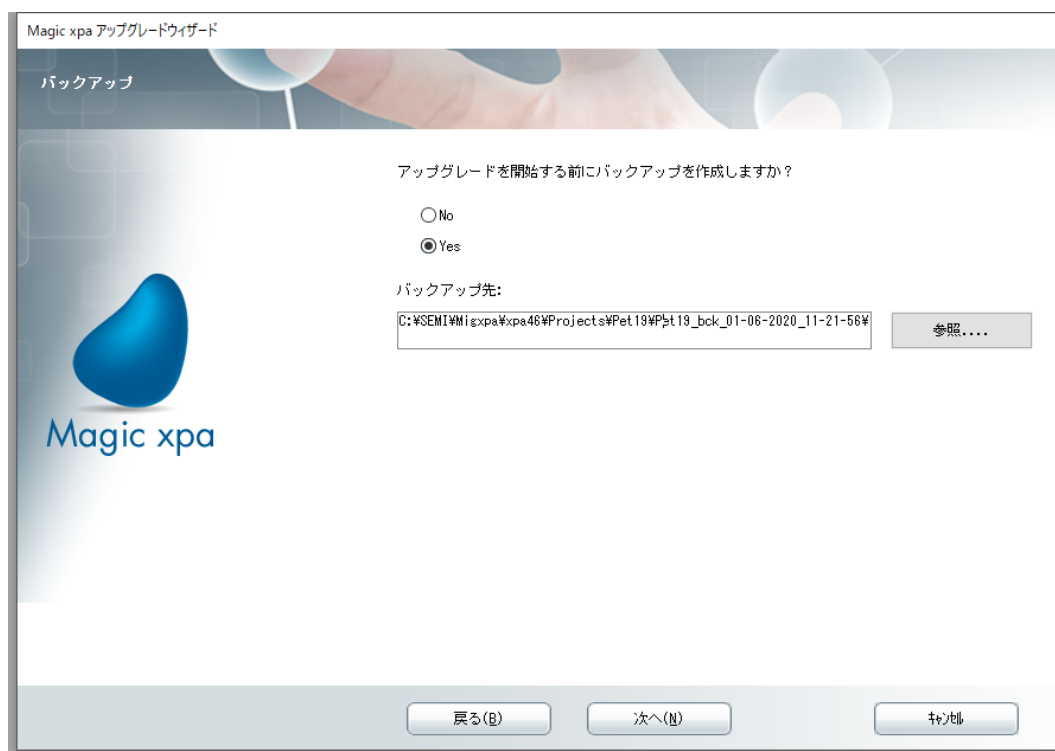 Magic xpa アップグレードウィザード
バックアップ
アップグレードを開始する前にバックアップを作成しますか？
No
Yes
バックアップ先:
C:¥SEMI¥Migxpa¥xpa46¥Projects¥Pet19¥Pet19_bck_01-06-2020_11-21-56¥
参照....
Magic xpa
戻る(B)
次へ(N)
ｷｬﾝｾﾙ